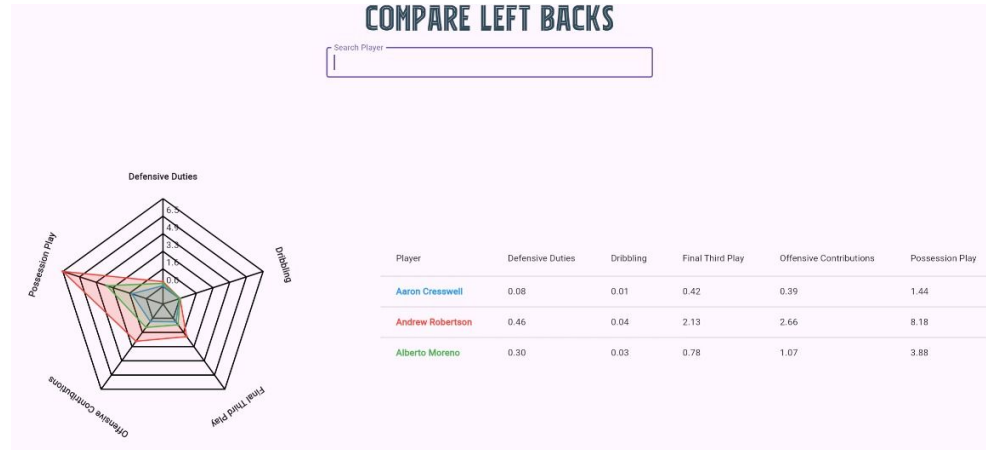 COMPARE LEFT BACKS
Search Player
Defensive Duties
6.5
4.9
3.3
1.6
0.0
Dribbling
Possession Play
Offensive Contributions
Final Third Play
Player Defensive Duties Dribbling Final Third Play Offensive Contributions Possession Play
Aaron Cresswell 0.08 0.01 0.42 0.39 1.44
Andrew Robertson 0.46 0.04 2.13 2.66 8.18
Alberto Moreno 0.30 0.03 0.78 1.07 3.88